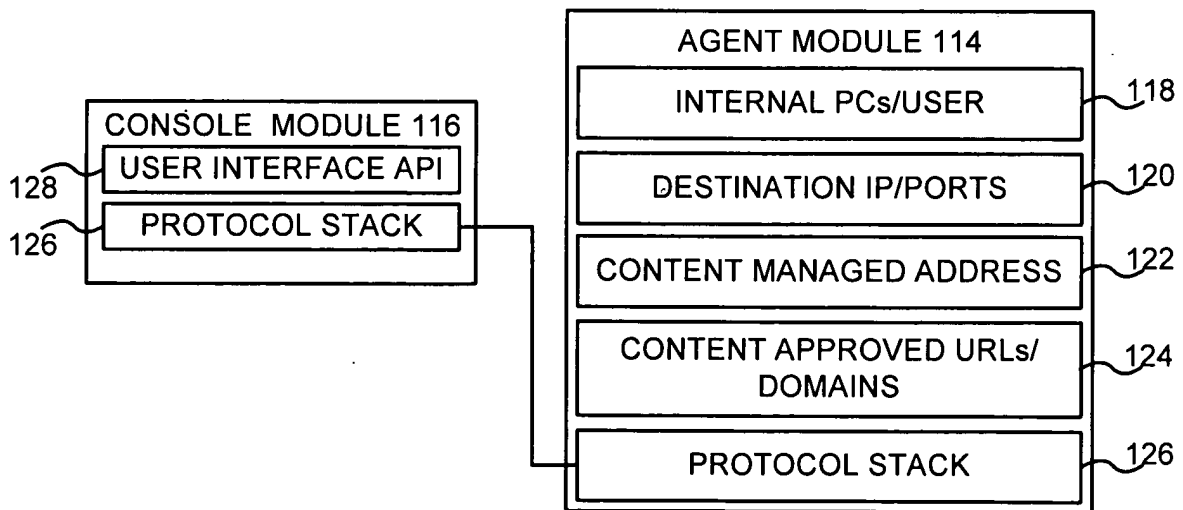 CONSOLE MODULE 116
128 USER INTERFACE API
126 PROTOCOL STACK
AGENT MODULE 114
INTERNAL PCs/USER 118
DESTINATION IP/PORTS 120
CONTENT MANAGED ADDRESS 122
CONTENT APPROVED URLs/ 124
DOMAINS
PROTOCOL STACK 126